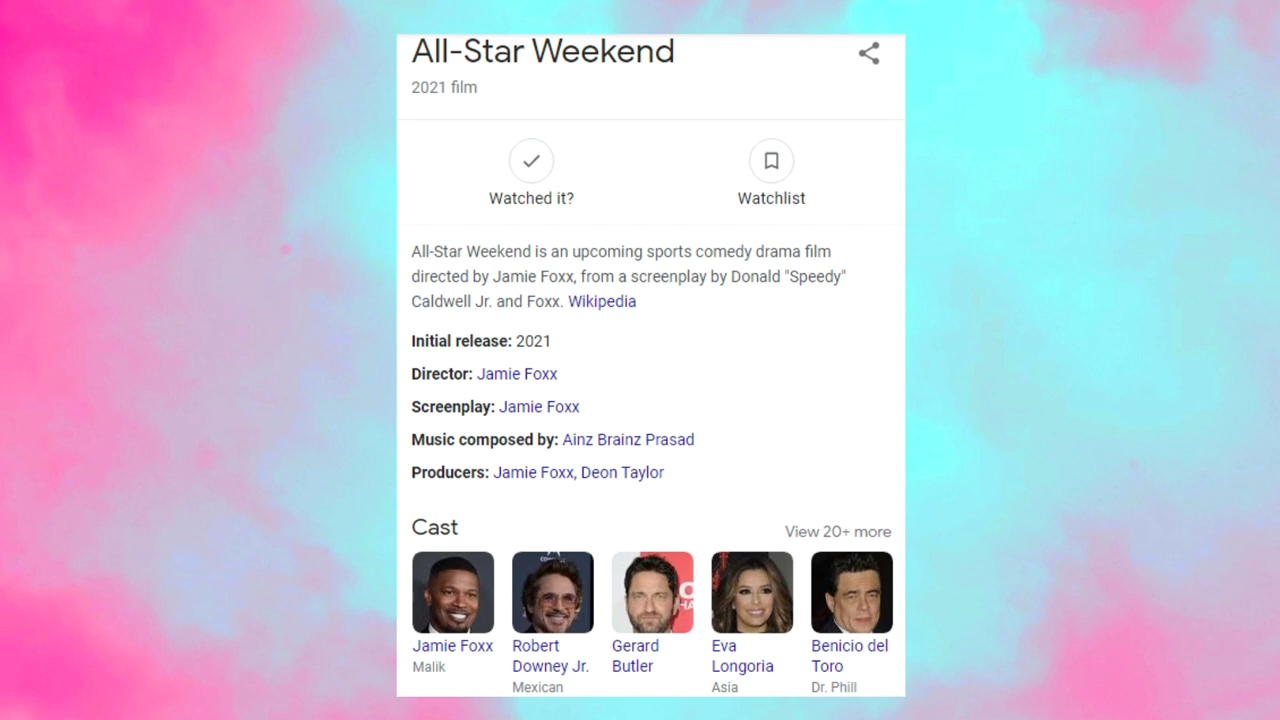 All-Star Weekend
2021 film
Watched it?
Watchlist
All-Star Weekend is an upcoming sports comedy drama film
directed by Jamie Foxx, from a screenplay by Donald "Speedy"
Caldwell Jr. and Foxx. Wikipedia
Initial release: 2021
Director: Jamie Foxx
Screenplay: Jamie Foxx
Music composed by: Ainz Brainz Prasad
Producers: Jamie Foxx, Deon Taylor
Cast
View 20+ more
Jamie Foxx
Malik
Robert
Downey Jr.
Mexican
Gerard
Butler
Eva
Longoria
Asia
Benicio del
Toro
Dr. Phill